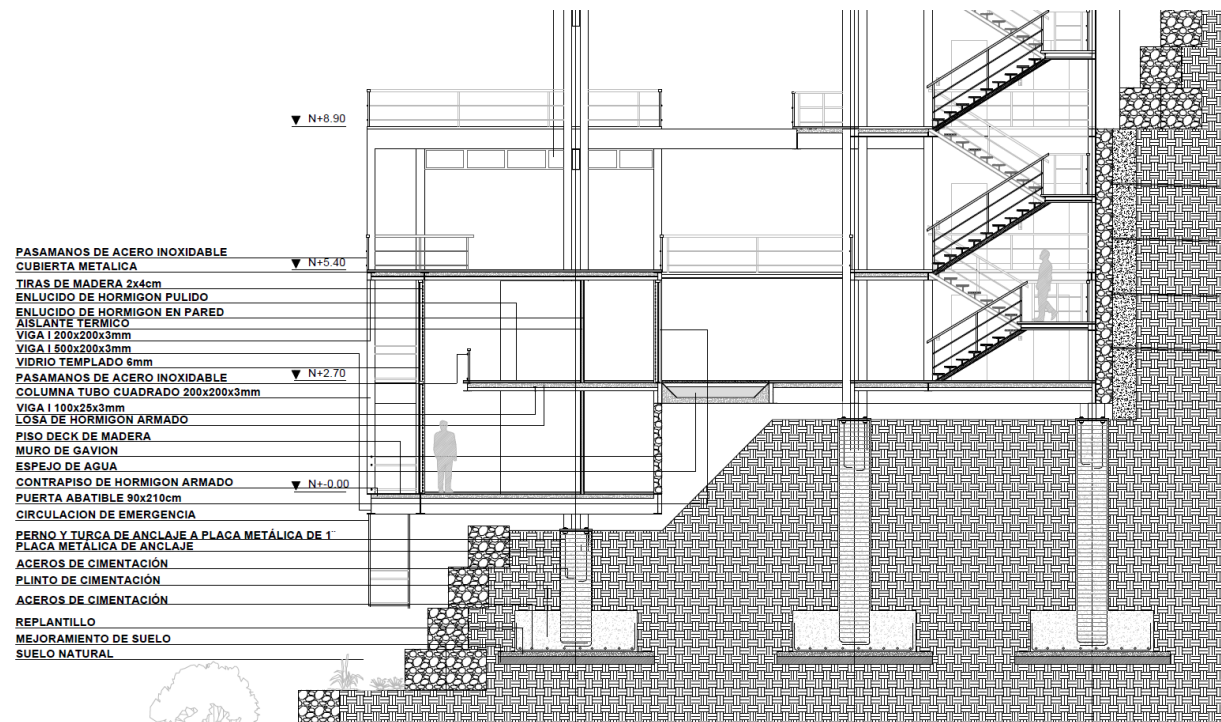 N+8.90
PASAMANOS DE ACERO INOXIDABLE
CUBIERTA METALICA
N+5.40
TIRAS DE MADERA 2x4cm
ENLUCIDO DE HORMIGON PULIDO
ENLUCIDO DE HORMIGON EN PARED
AISLANTE TERMICO
VIGA I 200x200x3mm
VIGA I 500x200x3mm
VIDRIO TEMPLADO 6mm
N+2.70
PASAMANOS DE ACERO INOXIDABLE
COLUMNA TUBO CUADRADO 200x200x3mm
VIGA I 100x25x3mm
LOSA DE HORMIGON ARMADO
PISO DECK DE MADERA
MURO DE GAVION
ESPEJO DE AGUA
CONTRAPISO DE HORMIGON ARMADO
N+-0.00
PUERTA ABATIBLE 90x210cm
CIRCULACION DE EMERGENCIA
PERNO Y TURCA DE ANCLAJE A PLACA METÁLICA DE 1¨
PLACA METÁLICA DE ANCLAJE
ACEROS DE CIMENTACIÓN
PLINTO DE CIMENTACIÓN
ACEROS DE CIMENTACIÓN
REPLANTILLO
MEJORAMIENTO DE SUELO
SUELO NATURAL